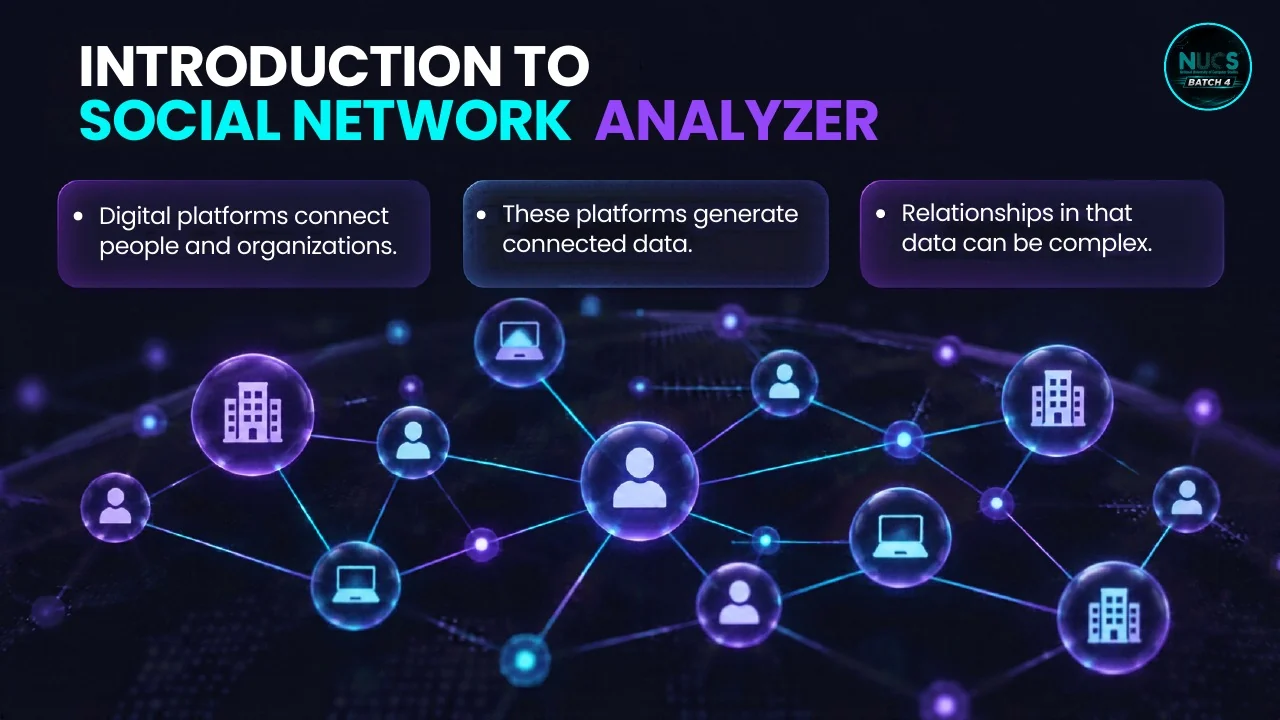 INTRODUCTION TO
SOCIAL NETWORK ANALYZER
• Digital platforms connect
people and organizations.
• These platforms generate
connected data.
• Relationships in that
data can be complex.
NUCS
BATCH 4